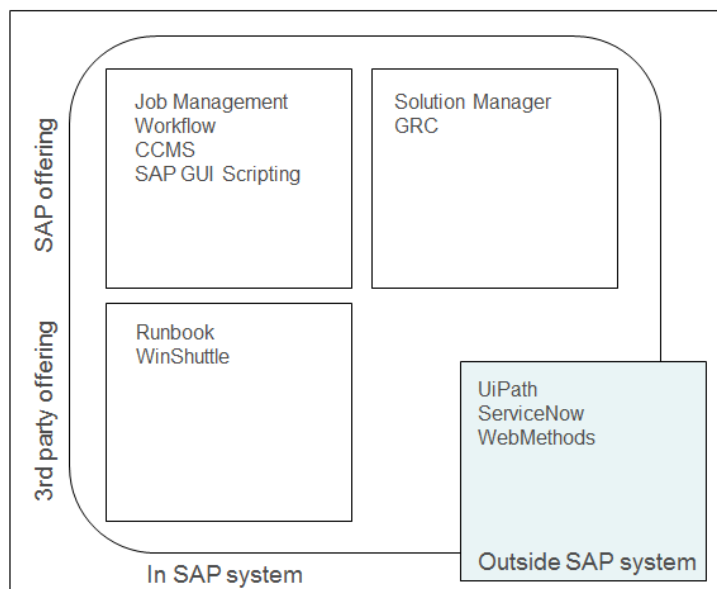 SAP offering
Job Management
Workflow
CCMS
SAP GUI Scripting
Solution Manager
GRC
3rd party offering
Runbook
WinShuttle
UiPath
ServiceNow
WebMethods
In SAP system
Outside SAP system